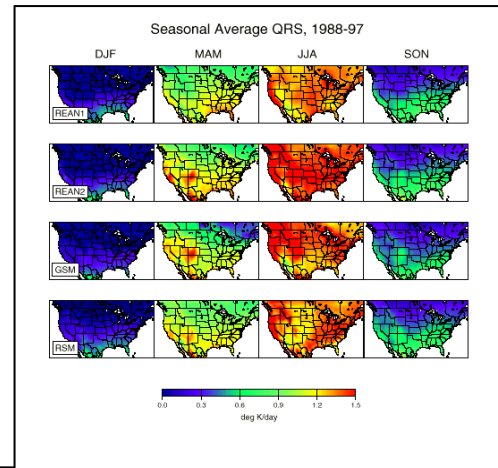 Seasonal Average QRS, 1988-97
DJF MAM JJA SON
REAN1
REAN2
GSM
RSM
0.0 0.3 0.6 0.9 1.2 1.5
deg K/day